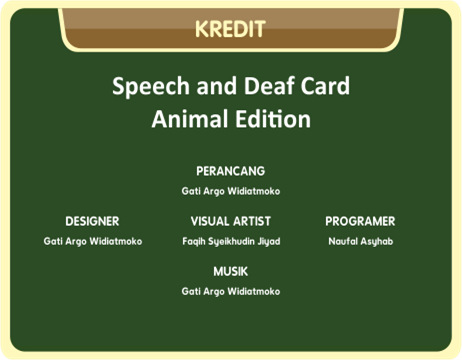 KREDIT
Speech and Deaf Card
Animal Edition
PERANCANG
Gati Argo Widiatmoko
DESIGNER
Gati Argo Widiatmoko
VISUAL ARTIST
Faqih Syeikhudin Jiyad
PROGRAMER
Naufal Asyhab
MUSIK
Gati Argo Widiatmoko